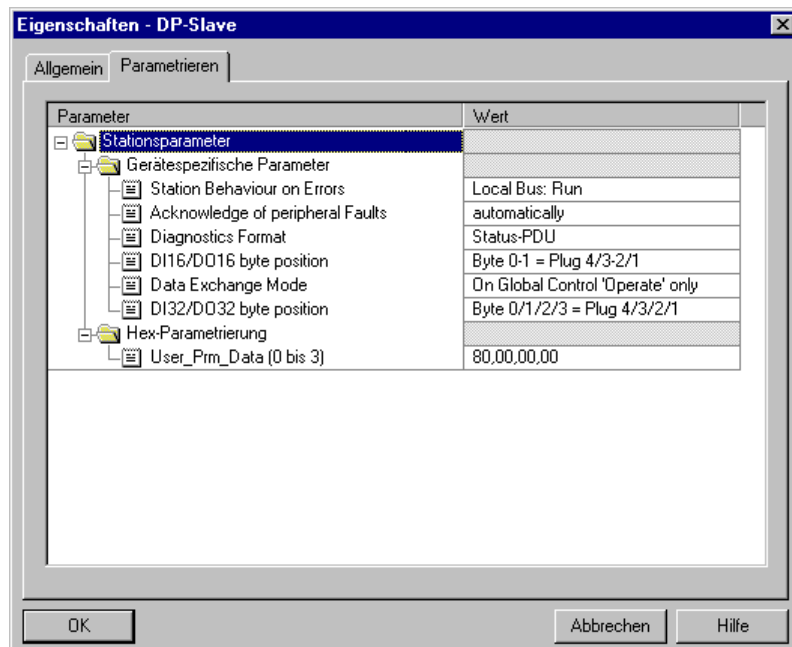 Eigenschaften - DP-Slave
Allgemein Parametrieren
Parameter Wert
Stationsparameter
Gerätespezifische Parameter
Station Behaviour on Errors Local Bus: Run
Acknowledge of peripheral Faults automatically
Diagnostics Format Status-PDU
DI16/DO16 byte position Byte 0-1 = Plug 4/3-2/1
Data Exchange Mode On Global Control 'Operate' only
DI32/DO32 byte position Byte 0/1/2/3 = Plug 4/3/2/1
Hex-Parametrierung
User_Prm_Data (0 bis 3) 80,00,00,00
OK Abbrechen Hilfe